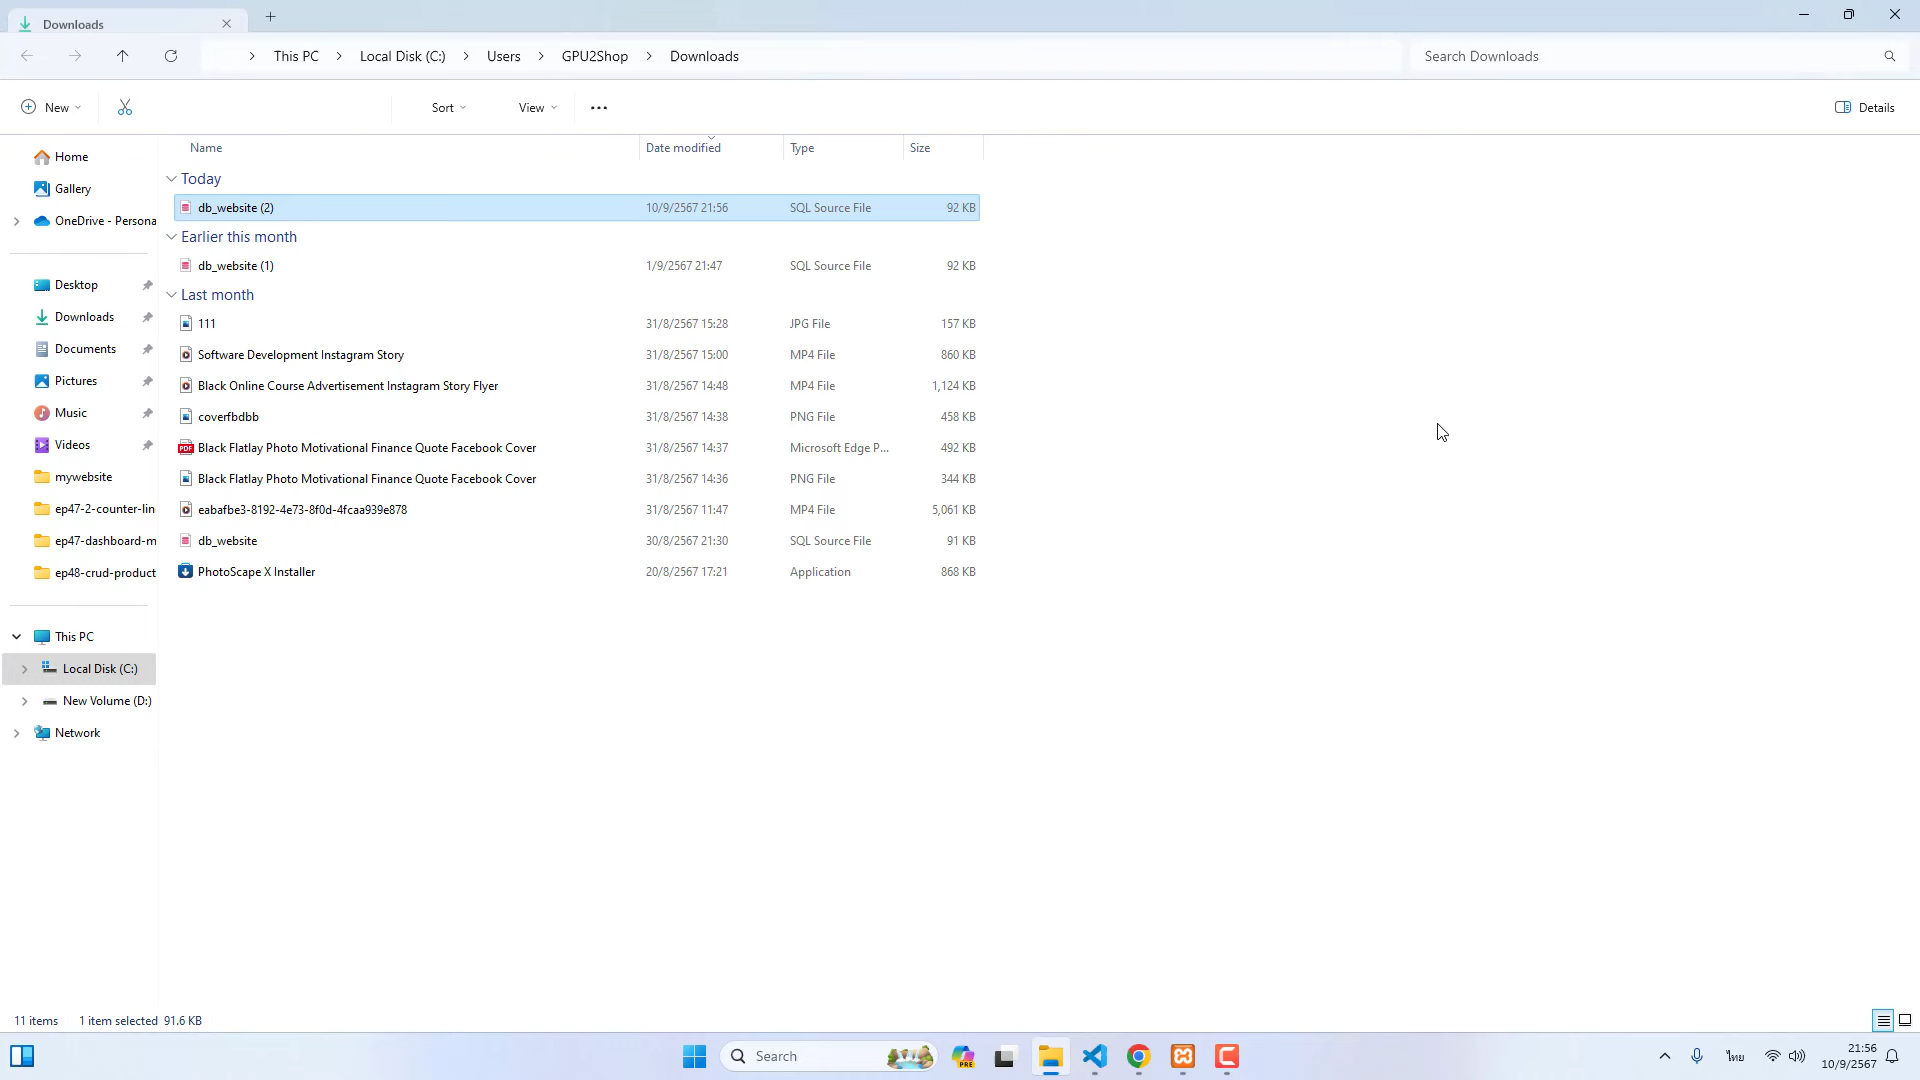 Downloads
This PC
Local Disk (C:)
Users
GPU2Shop
Downloads
Search Downloads
New
Sort
View
Details
Name
Date modified
Type
Size
Home
Gallery
OneDrive - Persona
Desktop
Downloads
Documents
Pictures
Music
Videos
mywebsite
ep47-2-counter-lin
ep47-dashboard-m
ep48-crud-product
This PC
Local Disk (C:)
New Volume (D:)
Network
Today
db_website (2) 10/9/2567 21:56 SQL Source File 92 KB
Earlier this month
db_website (1) 1/9/2567 21:47 SQL Source File 92 KB
Last month
111 31/8/2567 15:28 JPG File 157 KB
Software Development Instagram Story 31/8/2567 15:00 MP4 File 860 KB
Black Online Course Advertisement Instagram Story Flyer 31/8/2567 14:48 MP4 File 1,124 KB
coverfbdbb 31/8/2567 14:38 PNG File 458 KB
PDF Black Flatlay Photo Motivational Finance Quote Facebook Cover 31/8/2567 14:37 Microsoft Edge P... 492 KB
Black Flatlay Photo Motivational Finance Quote Facebook Cover 31/8/2567 14:36 PNG File 344 KB
eabafbe3-8192-4e73-8f0d-4fcaa939e878 31/8/2567 11:47 MP4 File 5,061 KB
db_website 30/8/2567 21:30 SQL Source File 91 KB
PhotoScape X Installer 20/8/2567 17:21 Application 868 KB
11 items 1 item selected 91.6 KB
Search
PRE
ไทย
21:56
10/9/2567